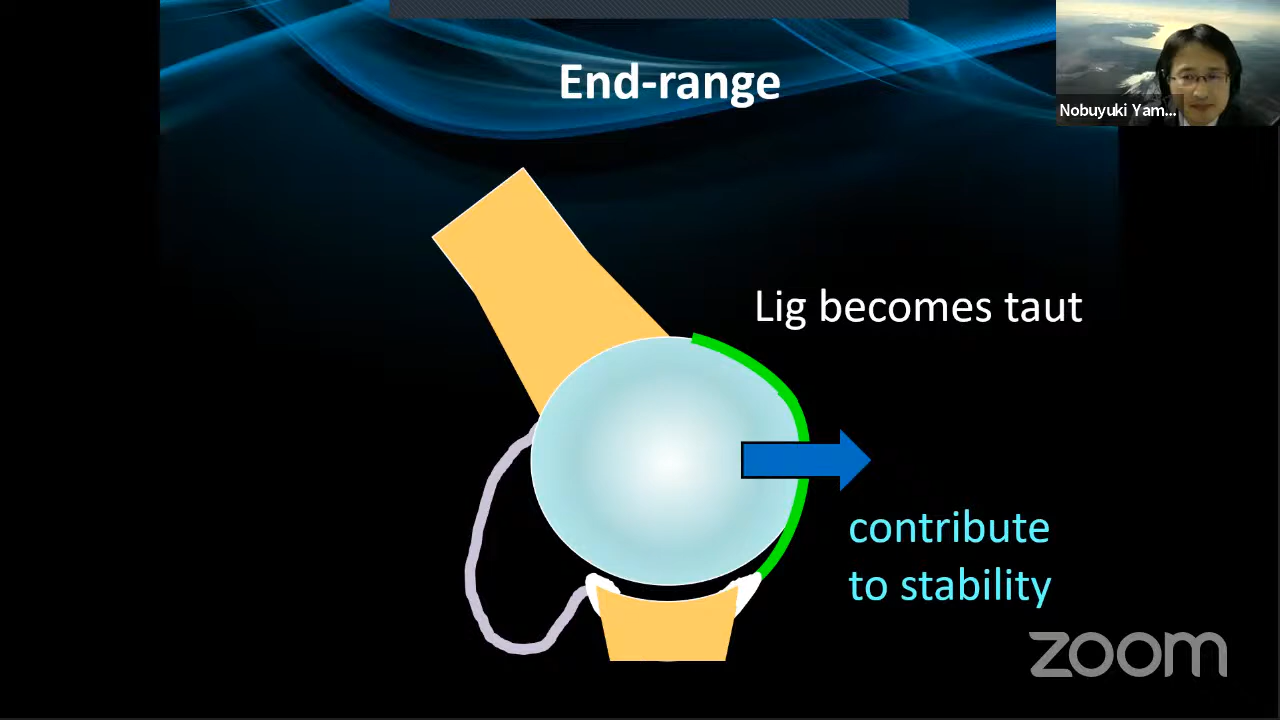 End-range
Nobuyuki Yam...
Lig becomes taut
contribute
to stability
zoom